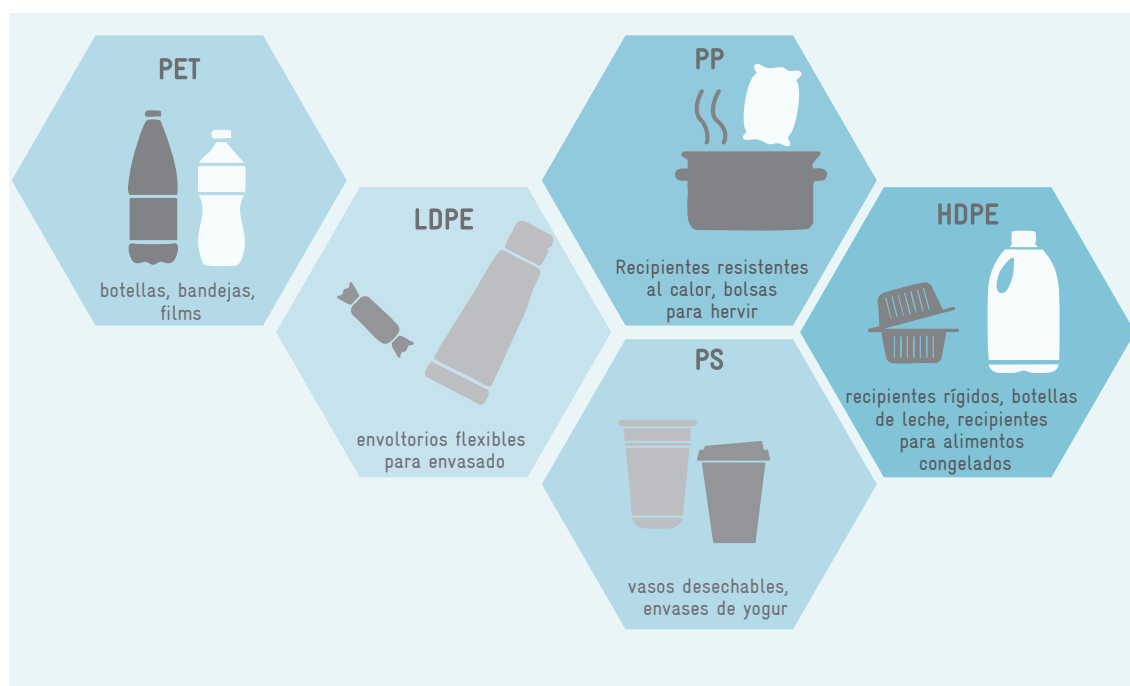 PET
botellas, bandejas,
films
LDPE
envoltorios flexibles
para envasado
PP
Recipientes resistentes
al calor, bolsas
para hervir
PS
vasos desechables,
envases de yogur
HDPE
recipientes rígidos, botellas
de leche, recipientes
para alimentos
congelados